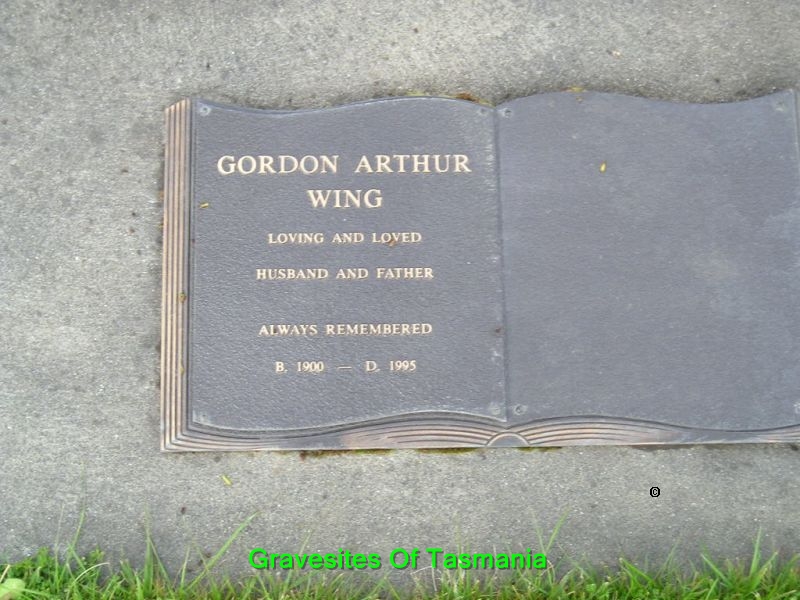 GORDON ARTHUR
WING
LOVING AND LOVED
HUSBAND AND FATHER
ALWAYS REMEMBERED
B. 1900 — D. 1995
©
Gravesites Of Tasmania